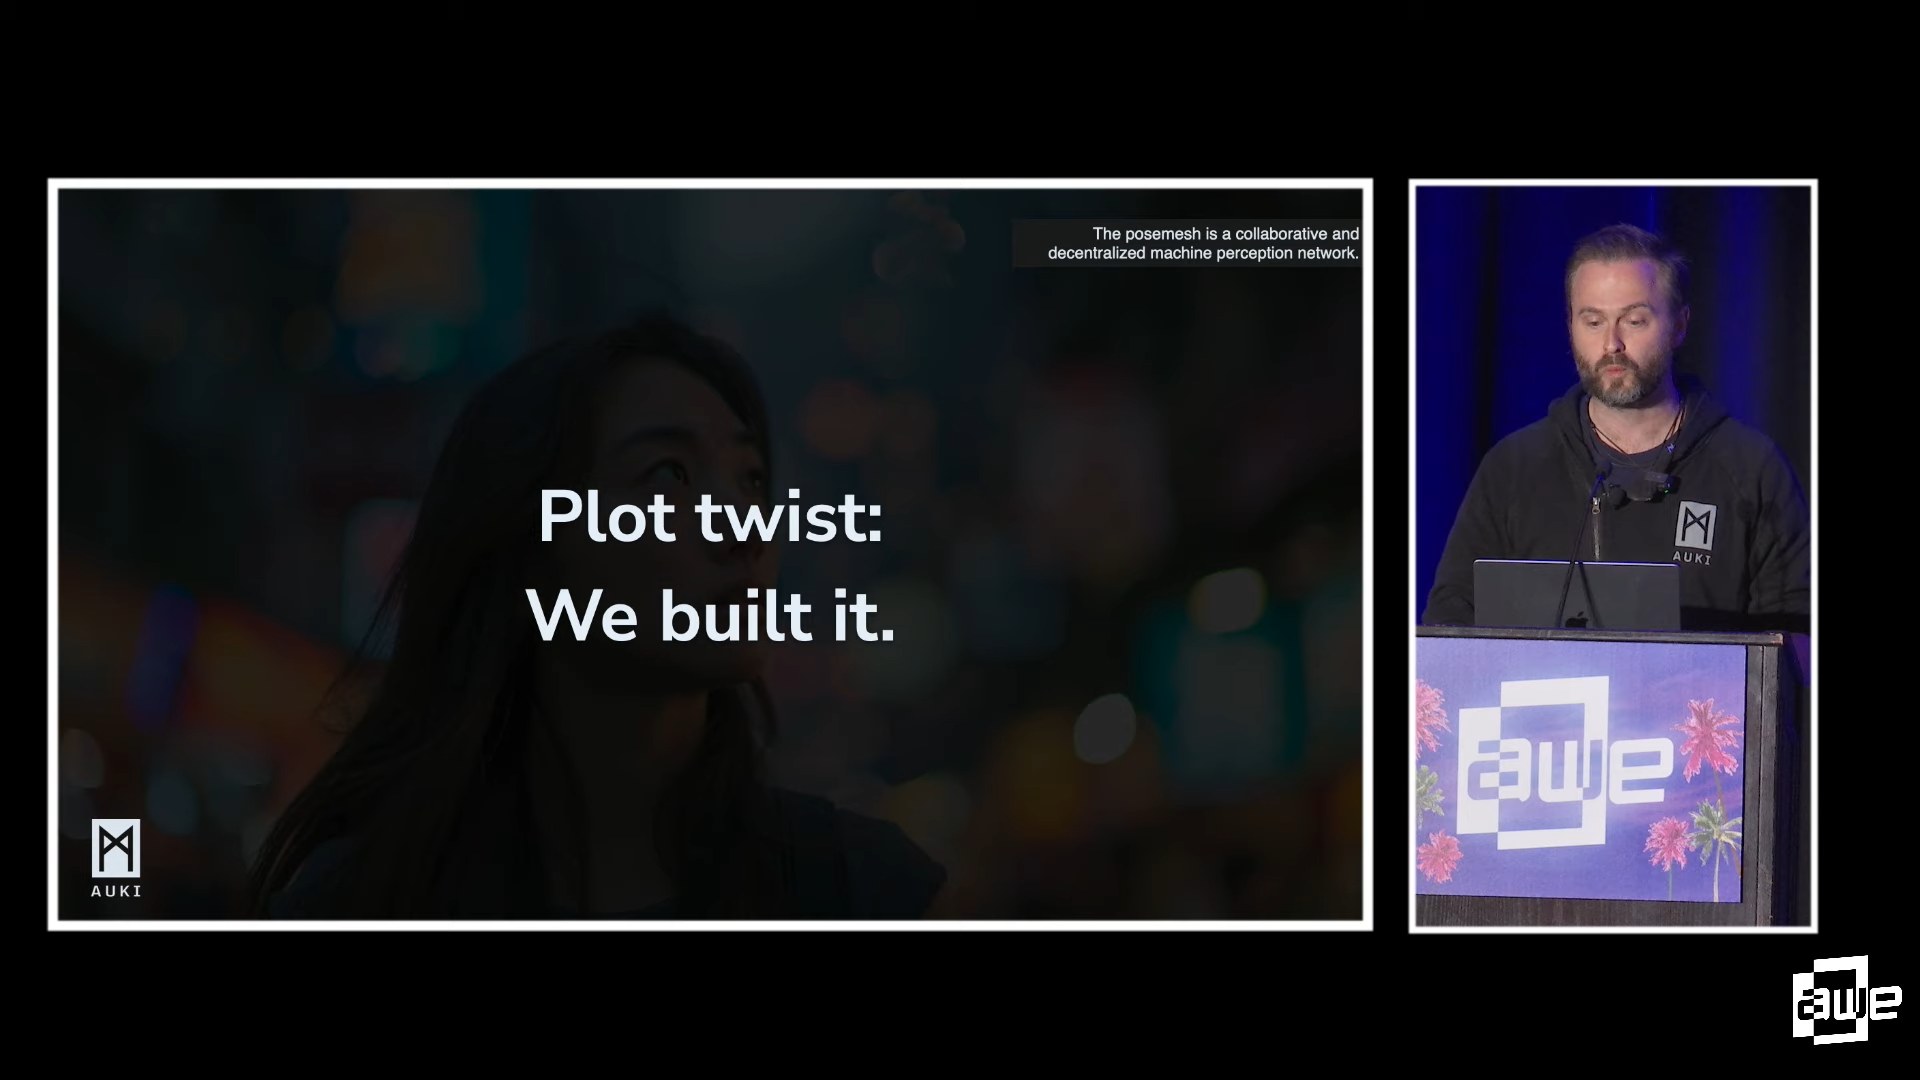 The posemesh is a collaborative and
decentralized machine perception network.
Plot twist:
We built it.
AUKI
AUKI
awe
awe